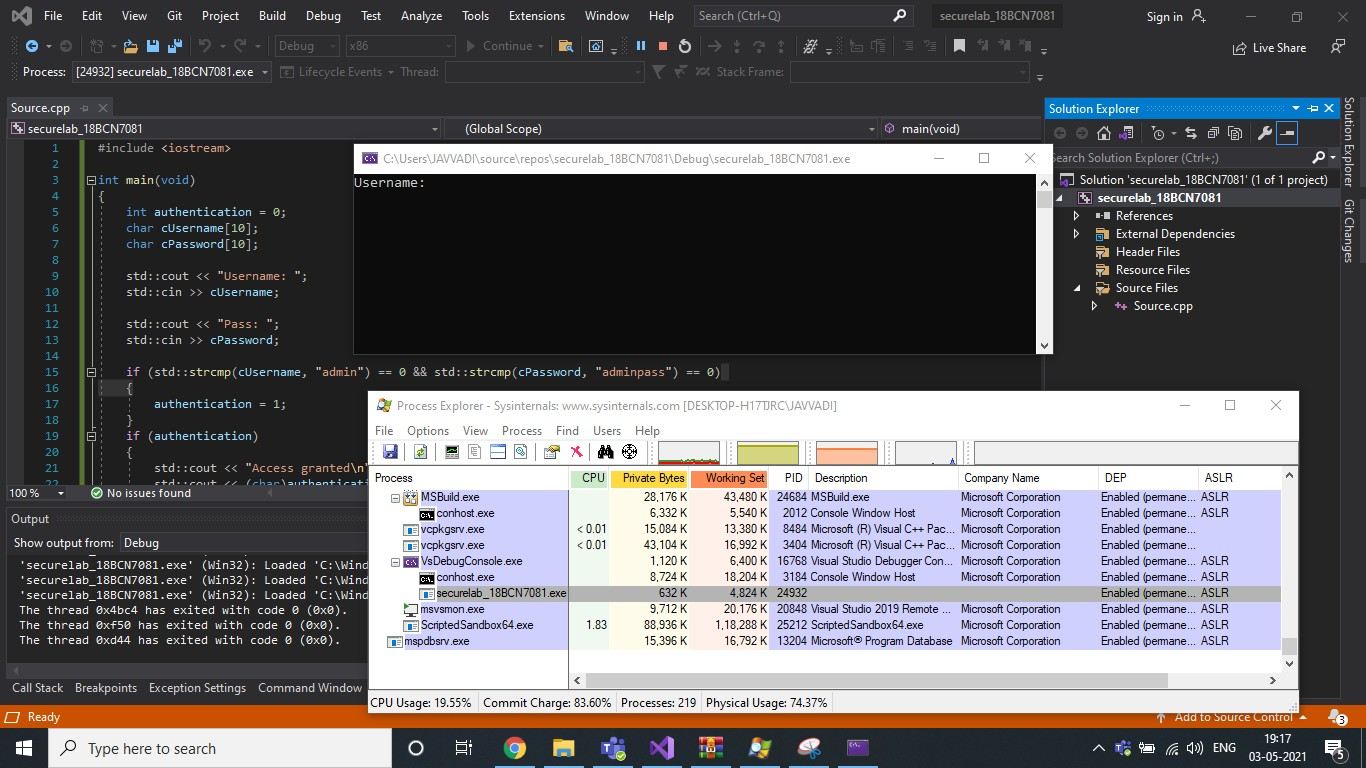 File Edit View Git Project Build Debug Test Analyze Tools Extensions Window Help Search (Ctrl+Q) securelab_18BCN7081 Sign in
Debug x86 Continue Live Share
Process: [24932] securelab_18BCN7081.exe Lifecycle Events Thread: Stack Frame:
Source.cpp
securelab_18BCN7081 (Global Scope) main(void)
1 #include <iostream>
2
3 int main(void)
4 {
5 int authentication = 0;
6 char cUsername[10];
7 char cPassword[10];
8
9 std::cout << "Username: ";
10 std::cin >> cUsername;
11
12 std::cout << "Pass: ";
13 std::cin >> cPassword;
14
15 if (std::strcmp(cUsername, "admin") == 0 && std::strcmp(cPassword, "adminpass") == 0)
16 {
17 authentication = 1;
18 }
19 if (authentication)
20 {
21 std::cout << "Access granted\n"
22 std::cout << (char)authentication
100 % No issues found
Output
Show output from: Debug
'securelab_18BCN7081.exe' (Win32): Loaded 'C:\Wind
'securelab_18BCN7081.exe' (Win32): Loaded 'C:\Wind
'securelab_18BCN7081.exe' (Win32): Loaded 'C:\Wind
The thread 0x4bc4 has exited with code 0 (0x0).
The thread 0xf50 has exited with code 0 (0x0).
The thread 0xd44 has exited with code 0 (0x0).
Call Stack Breakpoints Exception Settings Command Window
Ready
Add to Source Control 3
C:\Users\JAVVADI\source\repos\securelab_18BCN7081\Debug\securelab_18BCN7081.exe
Username:
Solution Explorer
Search Solution Explorer (Ctrl+;)
Solution 'securelab_18BCN7081' (1 of 1 project)
securelab_18BCN7081
References
External Dependencies
Header Files
Resource Files
Source Files
Source.cpp
Solution Explorer
Git Changes
Process Explorer - Sysinternals: www.sysinternals.com [DESKTOP-H17TJRC\JAVVADI]
File Options View Process Find Users Help
Process CPU Private Bytes Working Set PID Description Company Name DEP ASLR
MSBuild.exe 28,176 K 43,480 K 24684 MSBuild.exe Microsoft Corporation Enabled (permane... ASLR
conhost.exe 6,332 K 5,540 K 2012 Console Window Host Microsoft Corporation Enabled (permane... ASLR
vcpkgsrv.exe < 0.01 15,084 K 13,380 K 8484 Microsoft (R) Visual C++ Pac... Microsoft Corporation Enabled (permane...
vcpkgsrv.exe < 0.01 43,104 K 16,992 K 3404 Microsoft (R) Visual C++ Pac... Microsoft Corporation Enabled (permane...
VsDebugConsole.exe 1,120 K 6,400 K 16768 Visual Studio Debugger Con... Microsoft Corporation Enabled (permane... ASLR
conhost.exe 8,724 K 18,204 K 3184 Console Window Host Microsoft Corporation Enabled (permane... ASLR
securelab_18BCN7081.exe 632 K 4,824 K 24932 Enabled (permane... ASLR
msvsmon.exe 9,712 K 20,176 K 20848 Visual Studio 2019 Remote ... Microsoft Corporation Enabled (permane... ASLR
ScriptedSandbox64.exe 1.83 88,936 K 1,18,288 K 25212 ScriptedSandbox64.exe Microsoft Corporation Enabled (permane... ASLR
mspdbsrv.exe 15,396 K 16,792 K 13204 Microsoft® Program Database Microsoft Corporation Enabled (permane... ASLR
CPU Usage: 19.55% Commit Charge: 83.60% Processes: 219 Physical Usage: 74.37%
Type here to search
ENG 19:17
03-05-2021 5